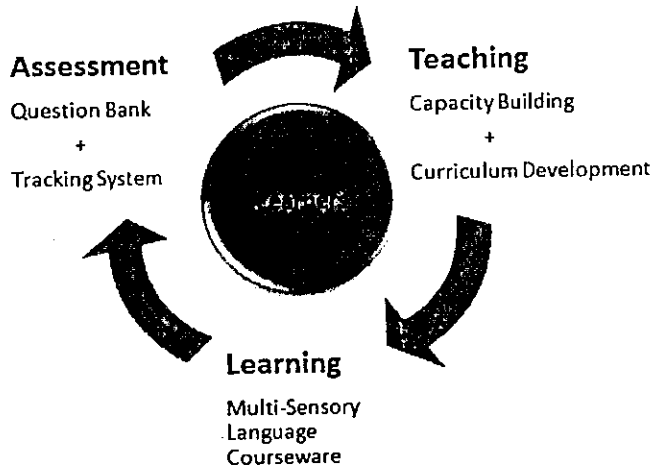 Assessment
Question Bank
+
Tracking System
Teaching
Capacity Building
+
Curriculum Development
Learning
Multi-Sensory
Language
Courseware